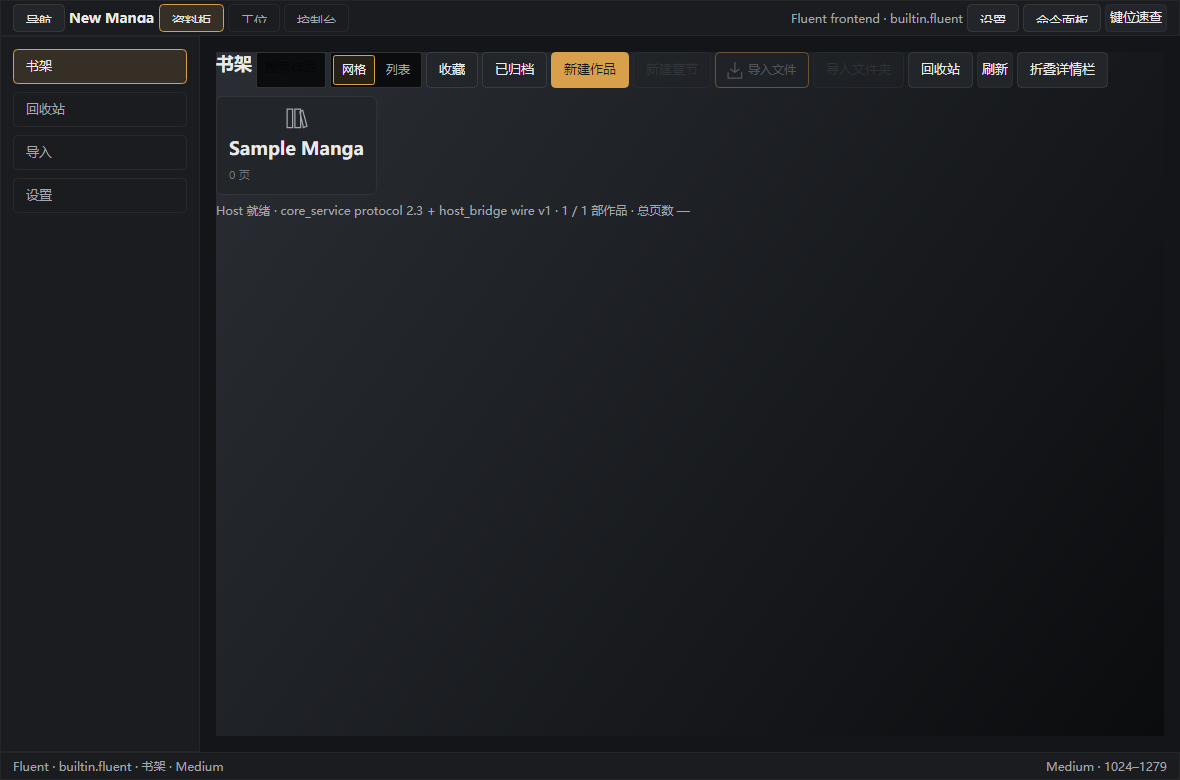 导航 New Manga 资料柜 工位 控制台 Fluent frontend · builtin.fluent 设置 命令面板 键位速查
书架
回收站
导入
设置
书架 网格 列表 收藏 已归档 新建作品 新建章节 导入文件 导入文件夹 回收站 刷新 折叠详情栏
Sample Manga
0 页
Host 就绪 · core_service protocol 2.3 + host_bridge wire v1 · 1 / 1 部作品 · 总页数 —
Fluent · builtin.fluent · 书架 · Medium Medium · 1024–1279